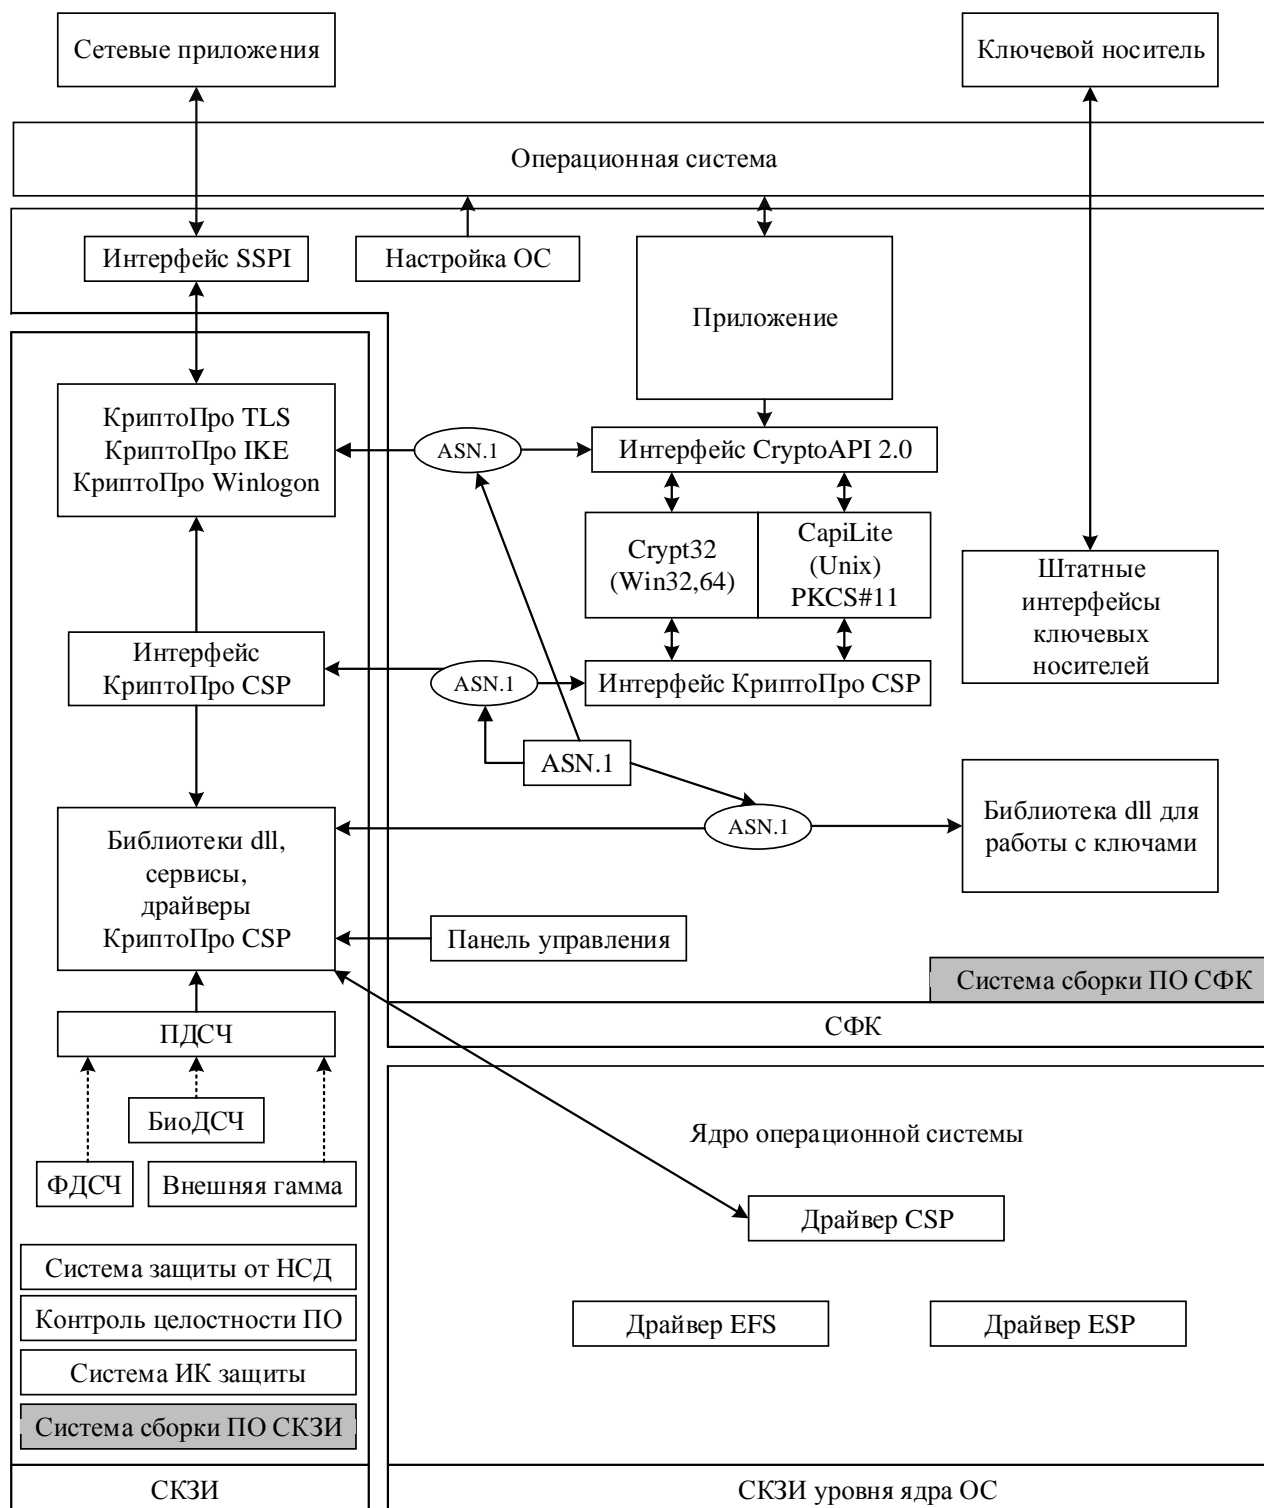 Сетевые приложения
Ключевой носитель
Операционная система
Интерфейс SSPI
Настройка ОС
Приложение
КриптоПро TLS
КриптоПро IKE
КриптоПро Winlogon
ASN.1
Интерфейс CryptoAPI 2.0
Crypt32
(Win32,64)
CapiLite
(Unix)
PKCS#11
Штатные
интерфейсы
ключевых
носителей
Интерфейс
КриптоПро CSP
ASN.1
Интерфейс КриптоПро CSP
ASN.1
ASN.1
Библиотека dll для
работы с ключами
Библиотеки dll,
сервисы,
драйверы
КриптоПро CSP
Панель управления
Система сборки ПО СФК
СФК
ПДСЧ
БиоДСЧ
ФДСЧ
Внешняя гамма
Ядро операционной системы
Драйвер CSP
Драйвер EFS
Драйвер ESP
Система защиты от НСД
Контроль целостности ПО
Система ИК защиты
Система сборки ПО СКЗИ
СКЗИ
СКЗИ уровня ядра ОС